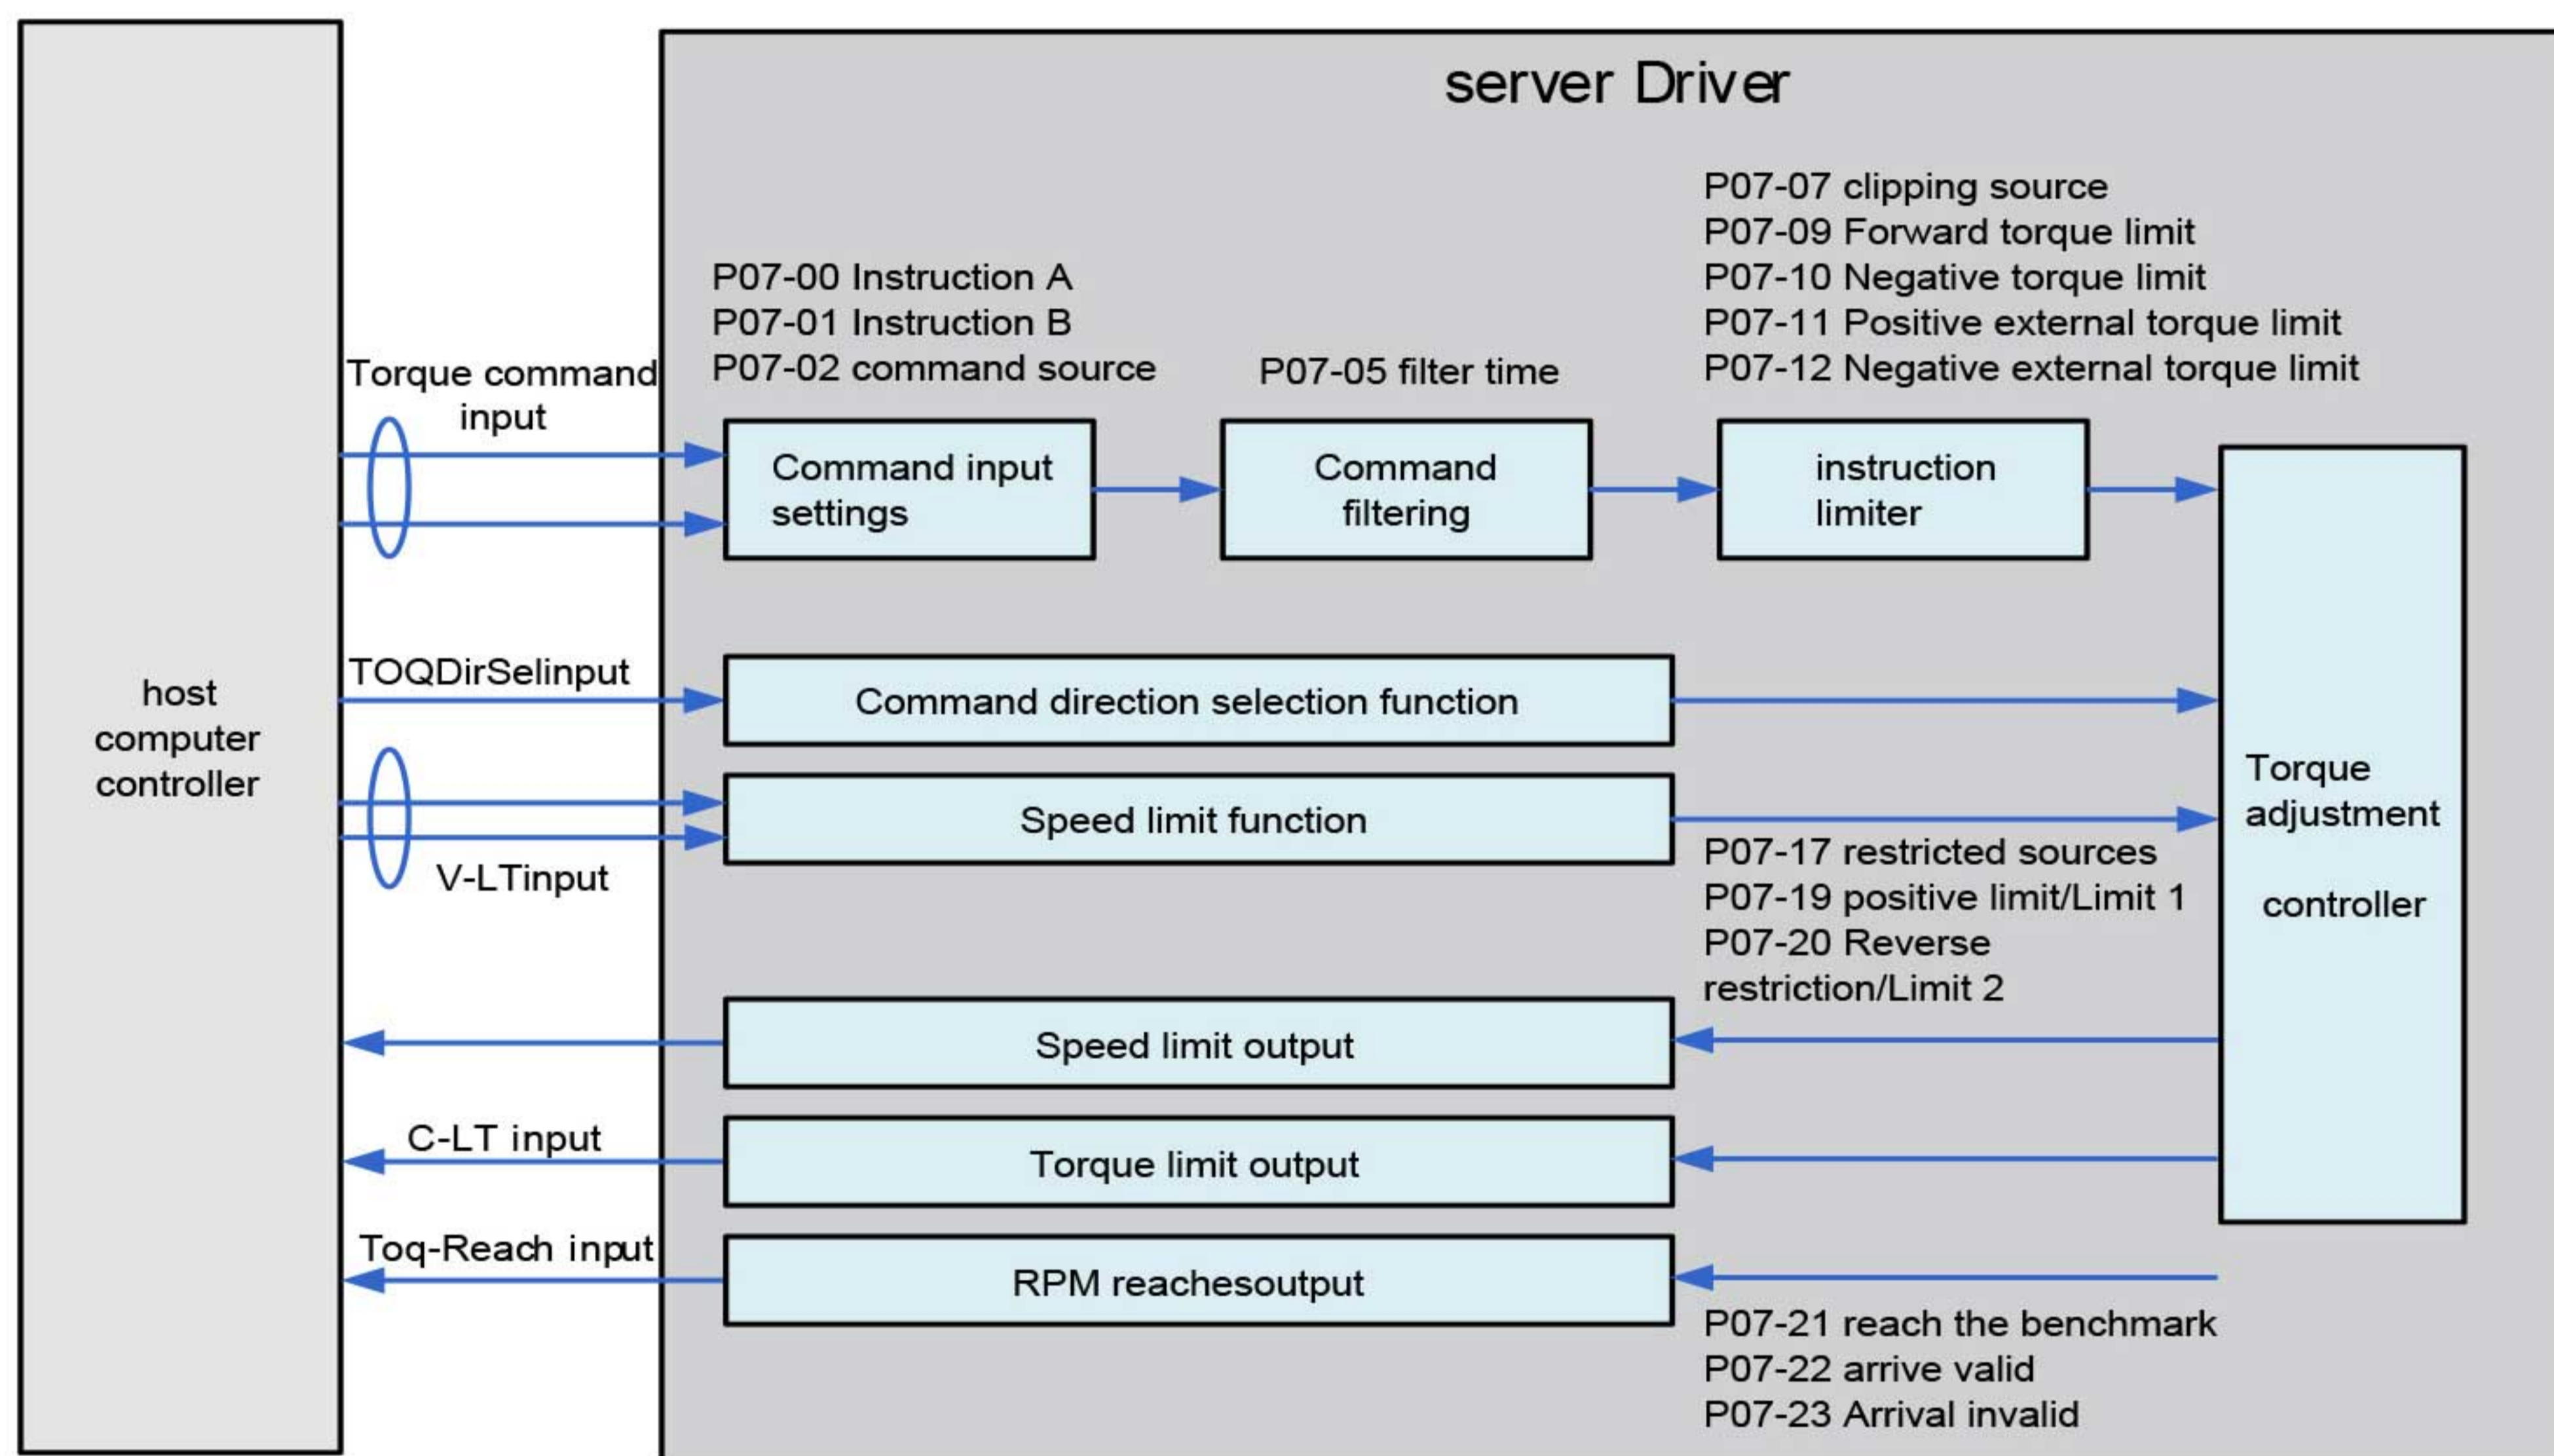 server Driver
P07-07 clipping source
P07-09 Forward torque limit
P07-10 Negative torque limit
P07-11 Positive external torque limit
P07-12 Negative external torque limit
P07-00 Instruction A
P07-01 Instruction B
P07-02 command source
P07-05 filter time
Torque command
input
Command input
settings
Command
filtering
instruction
limiter
host
computer
controller
TOQDirSelinput
Command direction selection function
Speed limit function
V-LTinput
Torque
adjustment
controller
P07-17 restricted sources
P07-19 positive limit/Limit 1
P07-20 Reverse
restriction/Limit 2
Speed limit output
C-LT input
Torque limit output
Toq-Reach input
RPM reachesoutput
P07-21 reach the benchmark
P07-22 arrive valid
P07-23 Arrival invalid